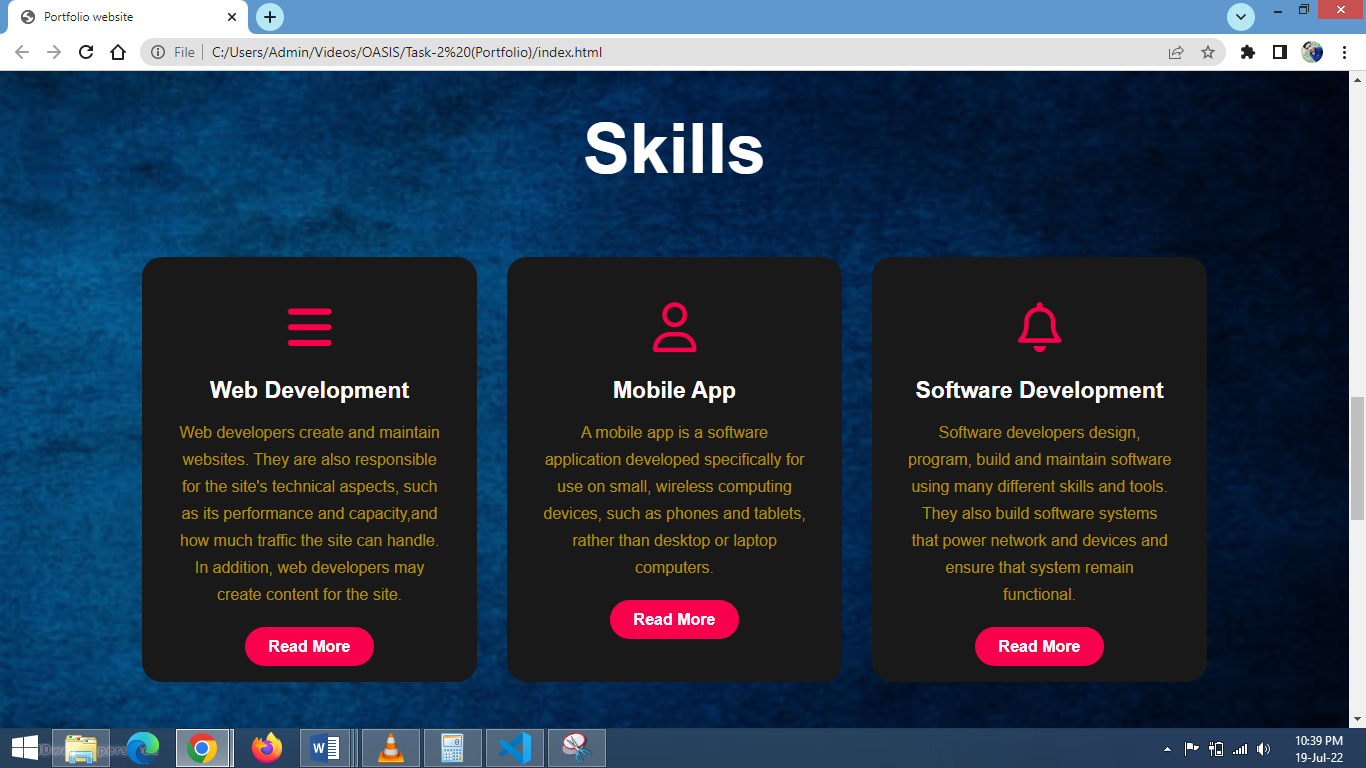 Portfolio website
File
C:/Users/Admin/Videos/OASIS/Task-2%20(Portfolio)/index.html
Skills
Web Development
Web developers create and maintain
websites. They are also responsible
for the site's technical aspects, such
as its performance and capacity,and
how much traffic the site can handle.
In addition, web developers may
create content for the site.
Read More
Mobile App
A mobile app is a software
application developed specifically for
use on small, wireless computing
devices, such as phones and tablets,
rather than desktop or laptop
computers.
Read More
Software Development
Software developers design,
program, build and maintain software
using many different skills and tools.
They also build software systems
that power network and devices and
ensure that system remain
functional.
Read More
10:39 PM
19-Jul-22